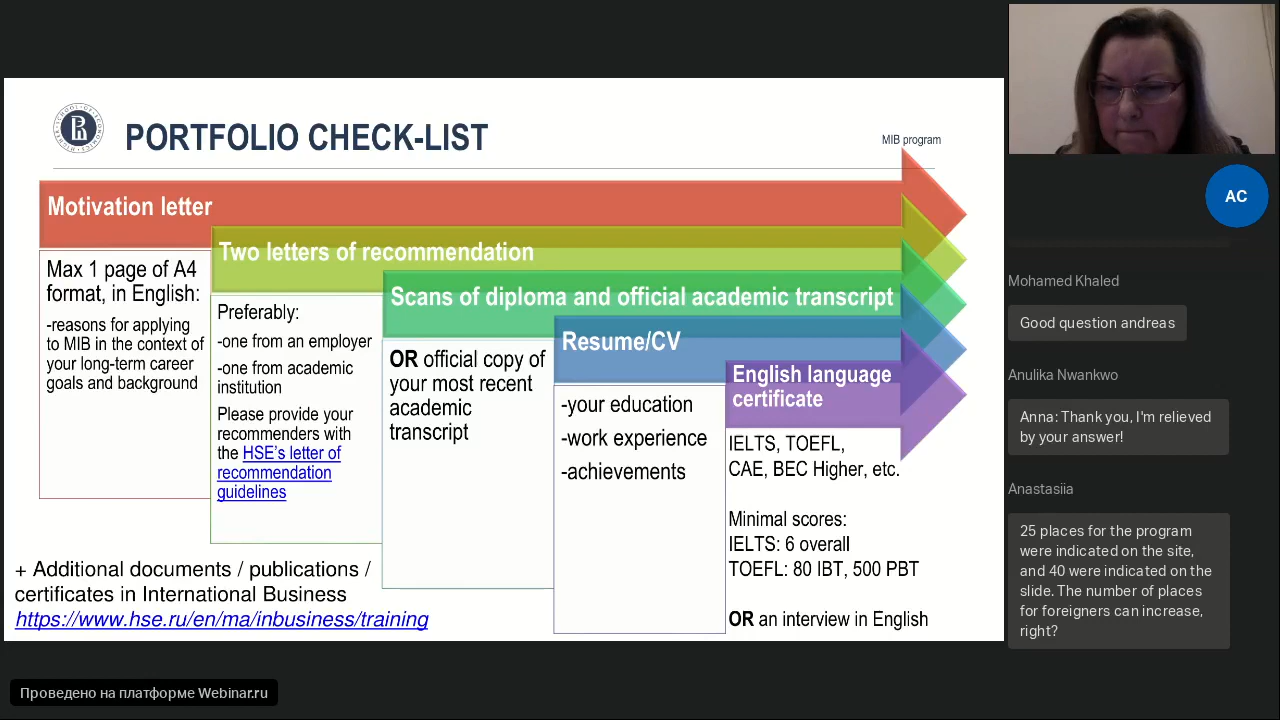 PORTFOLIO CHECK-LIST
MIB program
Motivation letter
Max 1 page of A4
format, in English:
-reasons for applying
to MIB in the context of
your long-term career
goals and background
Two letters of recommendation
Preferably:
-one from an employer
-one from academic
institution
Please provide your
recommenders with
the HSE's letter of
recommendation
guidelines
Scans of diploma and official academic transcript
OR official copy of
your most recent
academic
transcript
Resume/CV
-your education
-work experience
-achievements
English language
certificate
IELTS, TOEFL,
CAE, BEC Higher, etc.
Minimal scores:
IELTS: 6 overall
TOEFL: 80 IBT, 500 PBT
OR an interview in English
+ Additional documents / publications /
certificates in International Business
https://www.hse.ru/en/ma/inbusiness/training
AC
Mohamed Khaled
Good question andreas
Anulika Nwankwo
Anna: Thank you, I'm relieved
by your answer!
Anastasiia
25 places for the program
were indicated on the site,
and 40 were indicated on the
slide. The number of places
for foreigners can increase,
right?
Проведено на платформе Webinar.ru